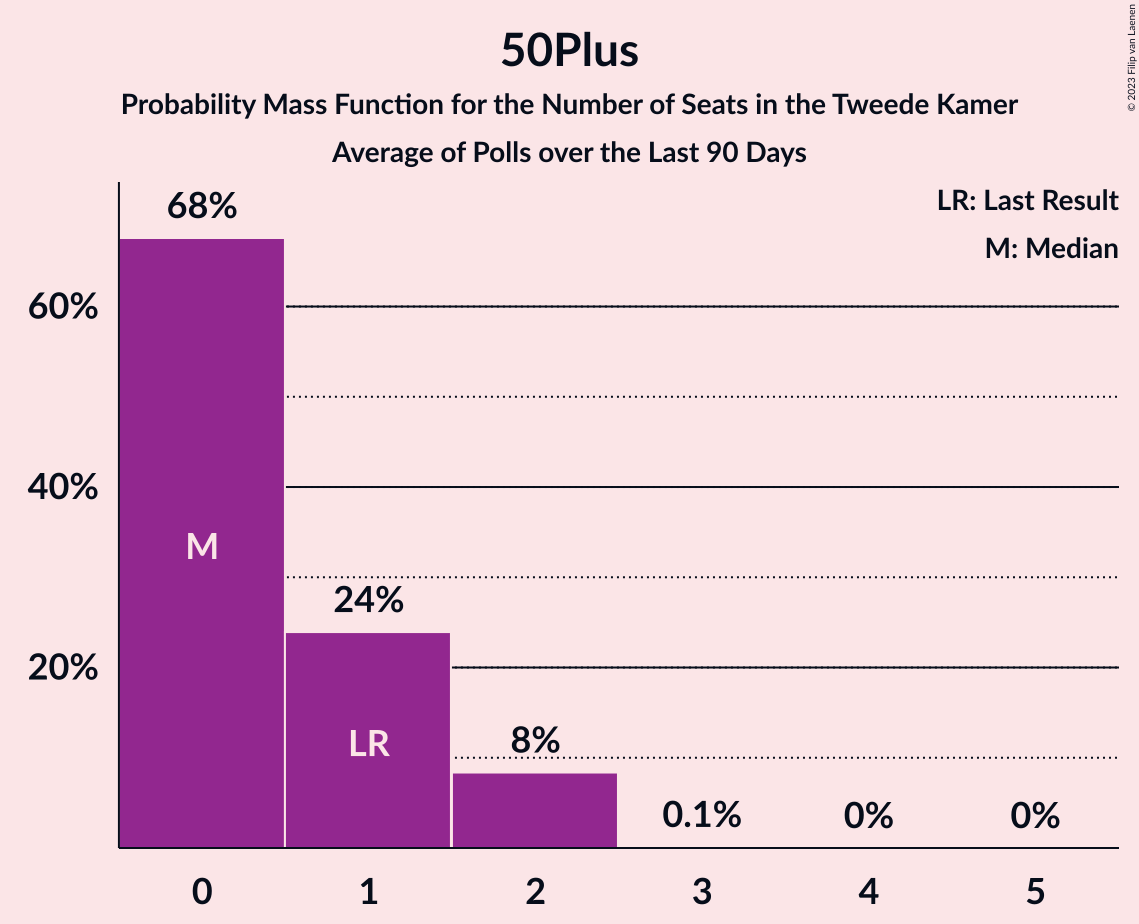 50Plus
Probability Mass Function for the Number of Seats in the Tweede Kamer
Average of Polls over the Last 90 Days
© 2023 Filip van Laenen
LR: Last Result
M: Median
68%
60%
40%
M
24%
20%
LR
8%
0.1%
0%
0%
0 1 2 3 4 5